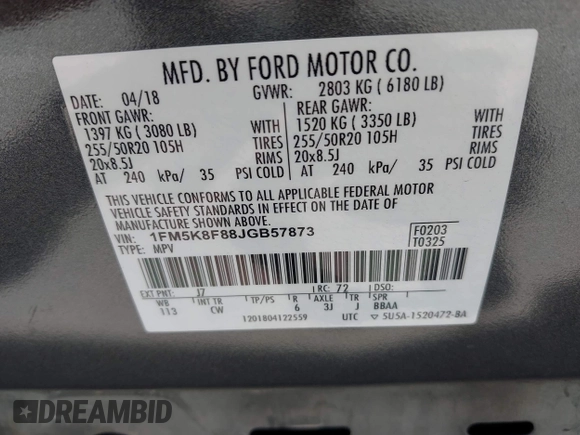 MFD. BY FORD MOTOR CO.
DATE: 04/18 GVWR: 2803 KG ( 6180 LB)
FRONT GAWR: REAR GAWR:
1397 KG ( 3080 LB) WITH 1520 KG ( 3350 LB) WITH
255/50R20 105H TIRES 255/50R20 105H TIRES
20x8.5J RIMS 20x8.5J RIMS
AT 240 kPa/ 35 PSI COLD AT 240 kPa/ 35 PSI COLD
THIS VEHICLE CONFORMS TO ALL APPLICABLE FEDERAL MOTOR
VEHICLE SAFETY STANDARDS IN EFFECT ON THE DATE OF
MANUFACTURE SHOWN ABOVE.
VIN: 1FM5K8F88JGB57873 F0203
TYPE: MPV T0325
EXT PNT: J7 RC: 72 DSO:
WB INT TR TP/PS R AXLE TR SPR
113 CW 6 3J J BBAA
1201804122559 UTC ▽ 5U5A-1520472-BA
DREAMBID